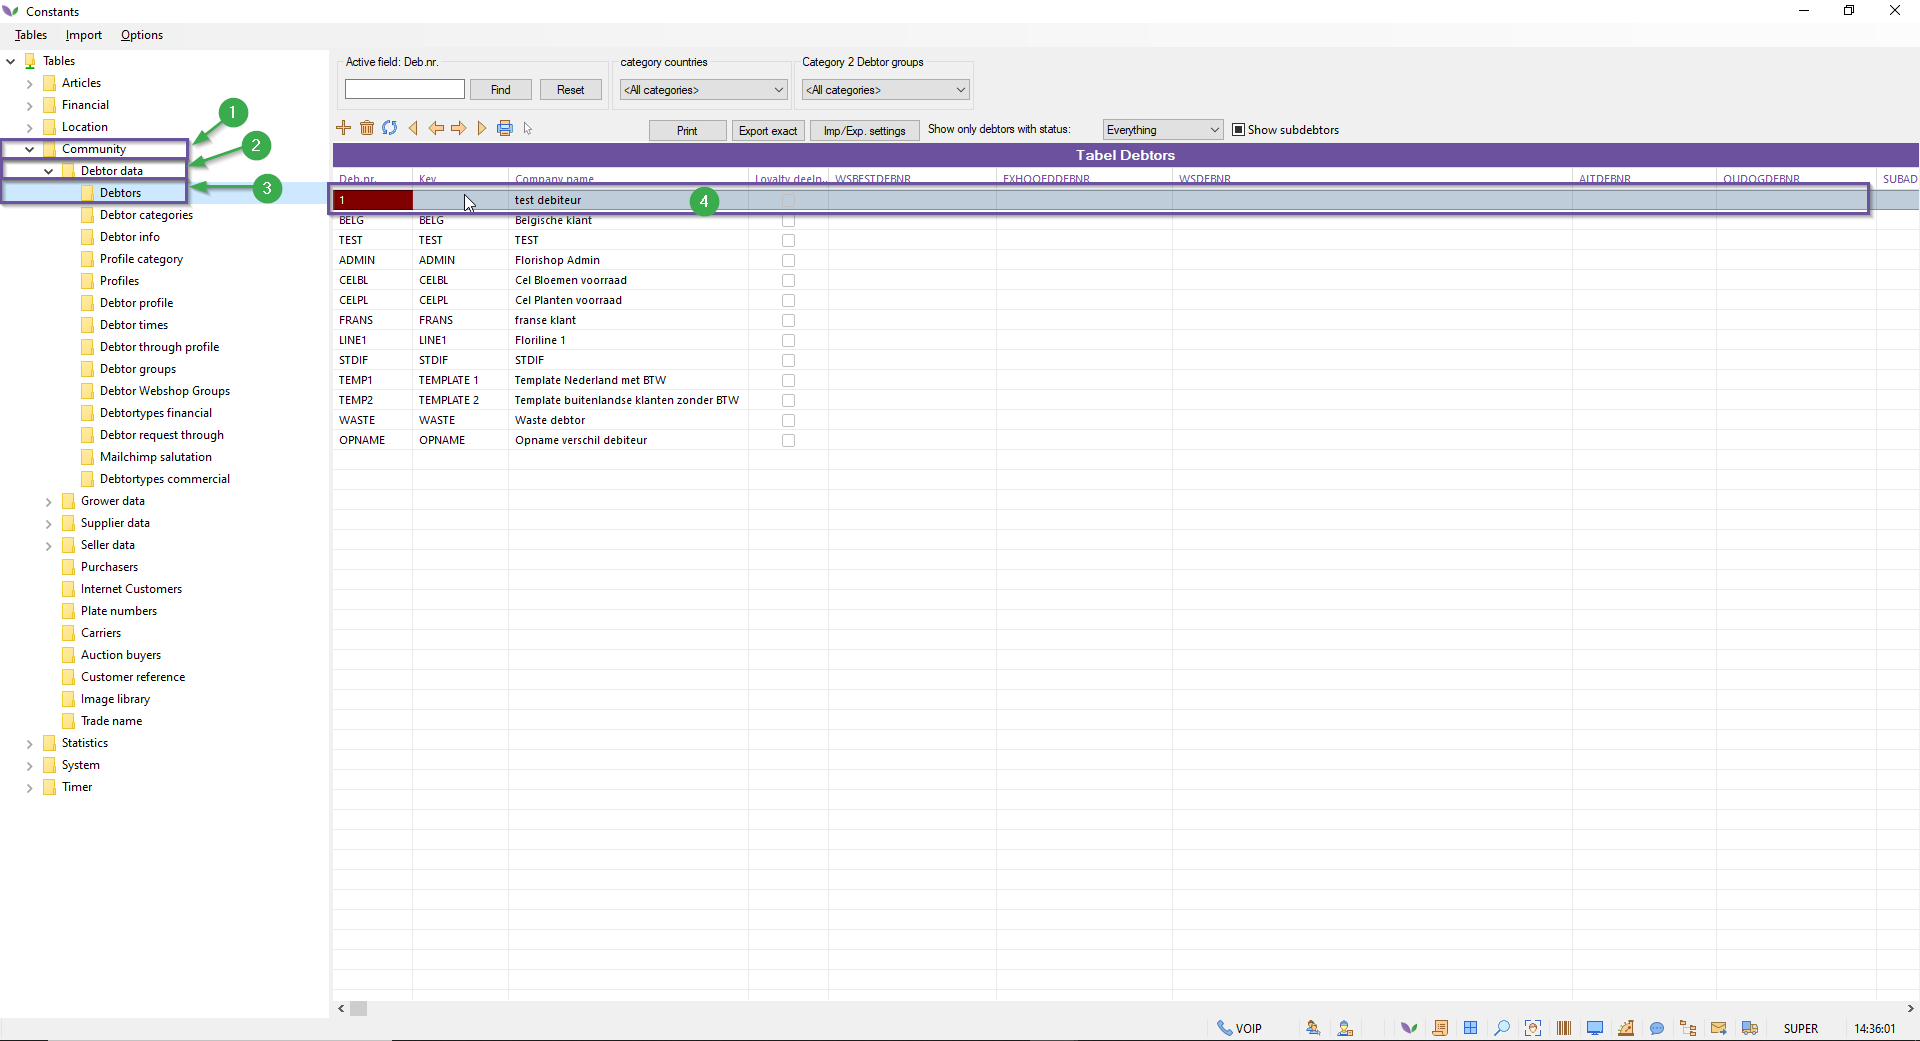 Constants
Tables Import Options
Tables
Articles
Financial
Location
Community
Debtor data
Debtors
Debtor categories
Debtor info
Profile category
Profiles
Debtor profile
Debtor times
Debtor through profile
Debtor groups
Debtor Webshop Groups
Debtortypes financial
Debtor request through
Mailchimp salutation
Debtortypes commercial
Grower data
Supplier data
Seller data
Purchasers
Internet Customers
Plate numbers
Carriers
Auction buyers
Customer reference
Image library
Trade name
Statistics
System
Timer
1
2
3
Active field: Deb.nr.
Find Reset
category countries
<All categories>
Category 2 Debtor groups
<All categories>
Print Export exact Imp/Exp. settings Show only debtors with status: Everything Show subdebtors
Tabel Debtors
Deb.nr. Key Company name Loyalty deeln.. WSBESTDEBNR EXHOOFDDEBNR WSDEBNR AITDEBNR OUDOGDEBNR SUBAD
1 test debiteur 4
BELG BELG Belgische klant
TEST TEST TEST
ADMIN ADMIN Florishop Admin
CELBL CELBL Cel Bloemen voorraad
CELPL CELPL Cel Planten voorraad
FRANS FRANS franse klant
LINE1 LINE1 Floriline 1
STDIF STDIF STDIF
TEMP1 TEMPLATE 1 Template Nederland met BTW
TEMP2 TEMPLATE 2 Template buitenlandse klanten zonder BTW
WASTE WASTE Waste debtor
OPNAME OPNAME Opname verschil debiteur
VOIP SUPER 14:36:01